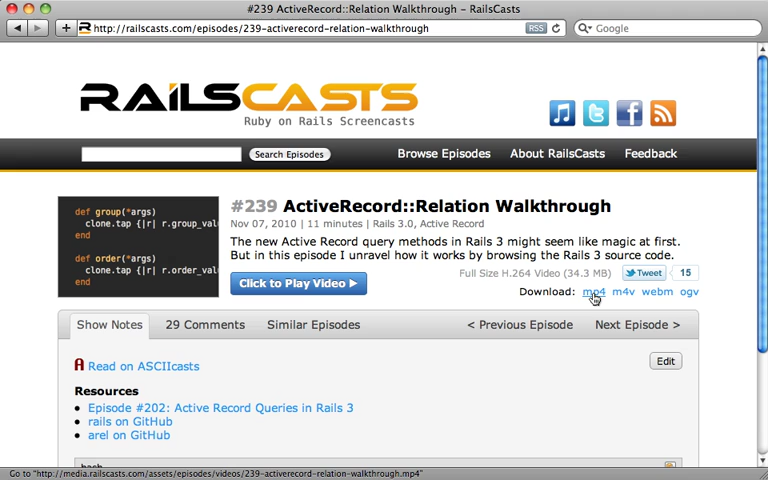 #239 ActiveRecord::Relation Walkthrough – RailsCasts
http://railscasts.com/episodes/239-activerecord-relation-walkthrough
RSS
Google
RAILSCASTS
Ruby on Rails Screencasts
Search Episodes
Browse Episodes
About RailsCasts
Feedback
def group(*args)
clone.tap {|r| r.group_valu
end
def order(*args)
clone.tap {|r| r.order_value
end
#239 ActiveRecord::Relation Walkthrough
Nov 07, 2010 | 11 minutes | Rails 3.0, Active Record
The new Active Record query methods in Rails 3 might seem like magic at first.
But in this episode I unravel how it works by browsing the Rails 3 source code.
Full Size H.264 Video (34.3 MB)
Tweet
15
Click to Play Video
Download: mp4 m4v webm ogv
Show Notes
29 Comments
Similar Episodes
< Previous Episode
Next Episode >
Read on ASCIIcasts
Edit
Resources
Episode #202: Active Record Queries in Rails 3
rails on GitHub
arel on GitHub
bash
Go to "http://media.railscasts.com/assets/episodes/videos/239-activerecord-relation-walkthrough.mp4"